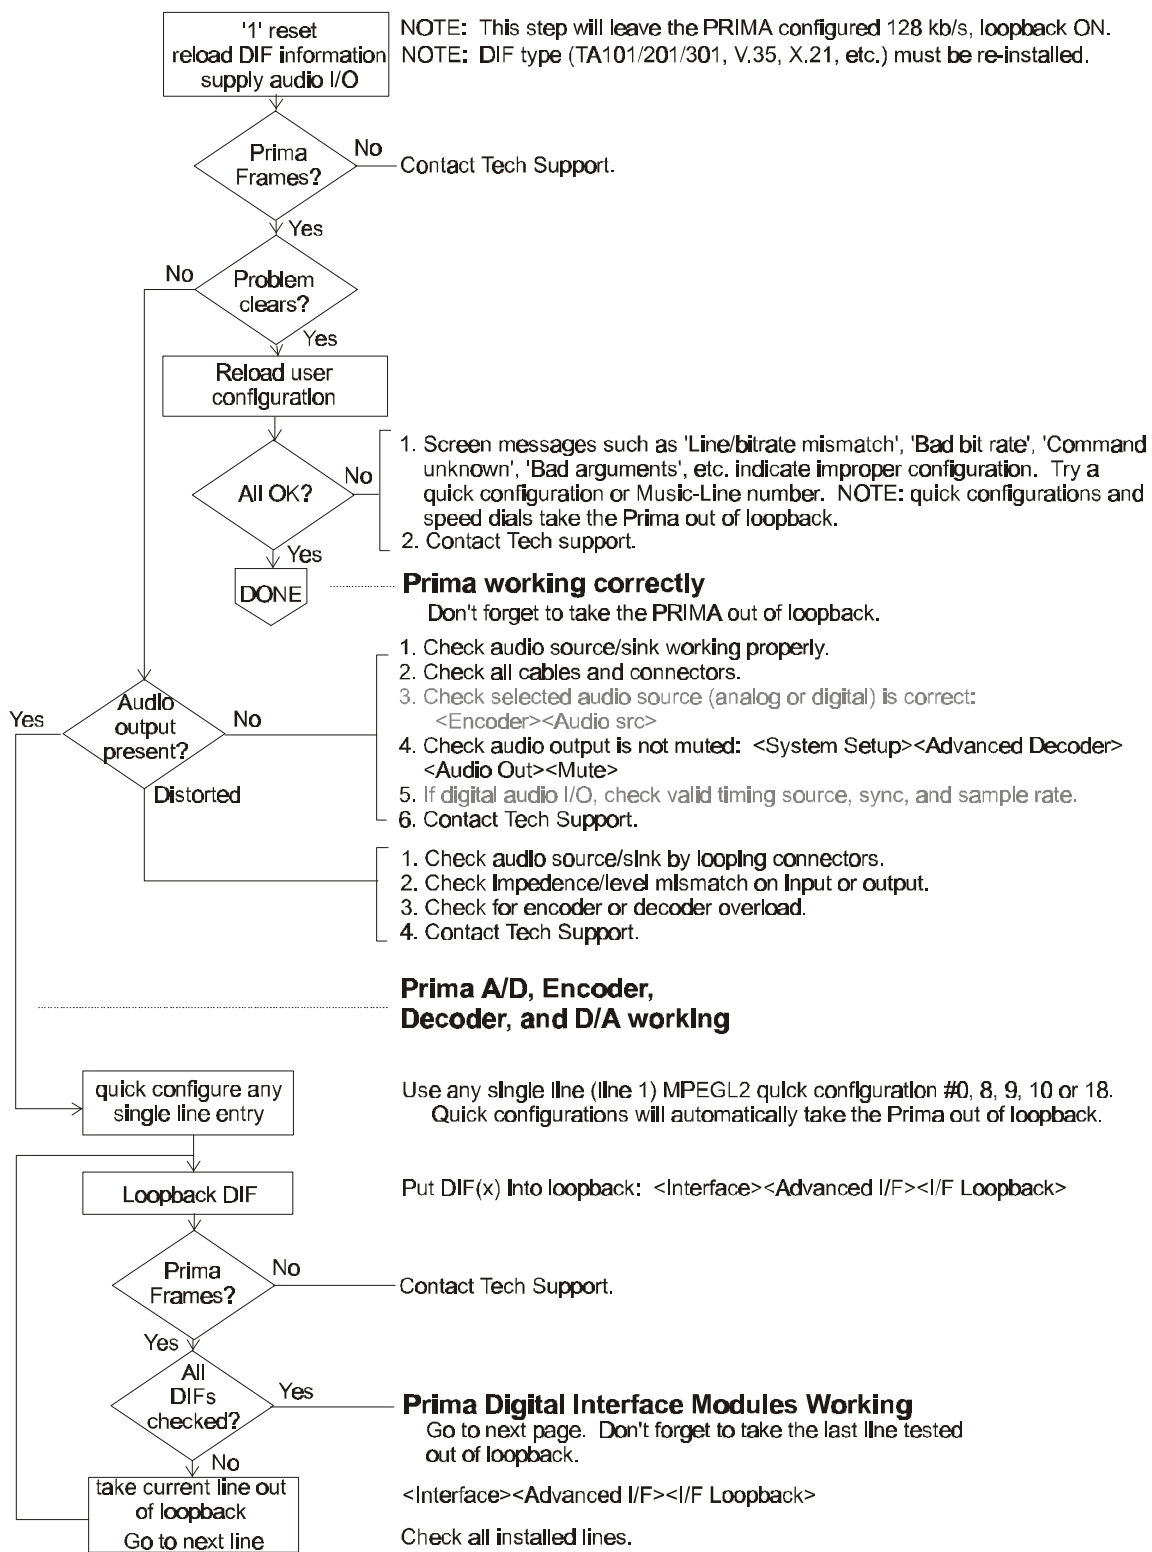 '1' reset
reload DIF information
supply audio I/O
NOTE: This step will leave the PRIMA configured 128 kb/s, loopback ON.
NOTE: DIF type (TA101/201/301, V.35, X.21, etc.) must be re-installed.
Prima
Frames?
No
Contact Tech Support.
Yes
No
Problem
clears?
Yes
Reload user
configuration
All OK?
No
1. Screen messages such as 'Line/bitrate mismatch', 'Bad bit rate', 'Command
unknown', 'Bad arguments', etc. indicate improper configuration. Try a
quick configuration or Music-Line number. NOTE: quick configurations and
speed dials take the Prima out of loopback.
2. Contact Tech support.
Yes
DONE
Prima working correctly
Don't forget to take the PRIMA out of loopback.
Yes
Audio
output
present?
No
1. Check audio source/sink working properly.
2. Check all cables and connectors.
3. Check selected audio source (analog or digital) is correct:
<Encoder><Audio src>
4. Check audio output is not muted: <System Setup><Advanced Decoder>
<Audio Out><Mute>
5. If digital audio I/O, check valid timing source, sync, and sample rate.
6. Contact Tech Support.
Distorted
1. Check audio source/sink by looping connectors.
2. Check Impedence/level mismatch on Input or output.
3. Check for encoder or decoder overload.
4. Contact Tech Support.
Prima A/D, Encoder,
Decoder, and D/A working
quick configure any
single line entry
Use any single line (line 1) MPEGL2 quick configuration #0, 8, 9, 10 or 18.
Quick configurations will automatically take the Prima out of loopback.
Loopback DIF
Put DIF(x) Into loopback: <Interface><Advanced I/F><I/F Loopback>
Prima
Frames?
No
Contact Tech Support.
Yes
All
DIFs
checked?
Yes
Prima Digital Interface Modules Working
Go to next page. Don't forget to take the last line tested
out of loopback.
No
take current line out
of loopback
Go to next line
<Interface><Advanced I/F><I/F Loopback>
Check all installed lines.